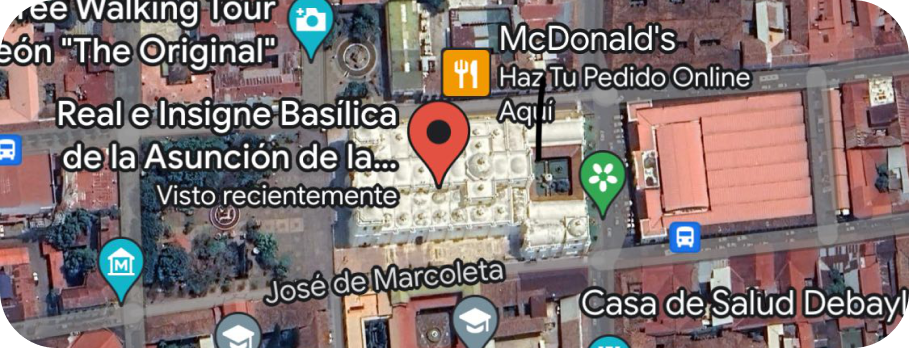 ree Walking Tour
eón "The Original"
McDonald's
Haz Tu Pedido Online
Aquí
Real e Insigne Basílica
de la Asunción de la...
Visto recientemente
M
José de Marcoleta
Casa de Salud Debayl